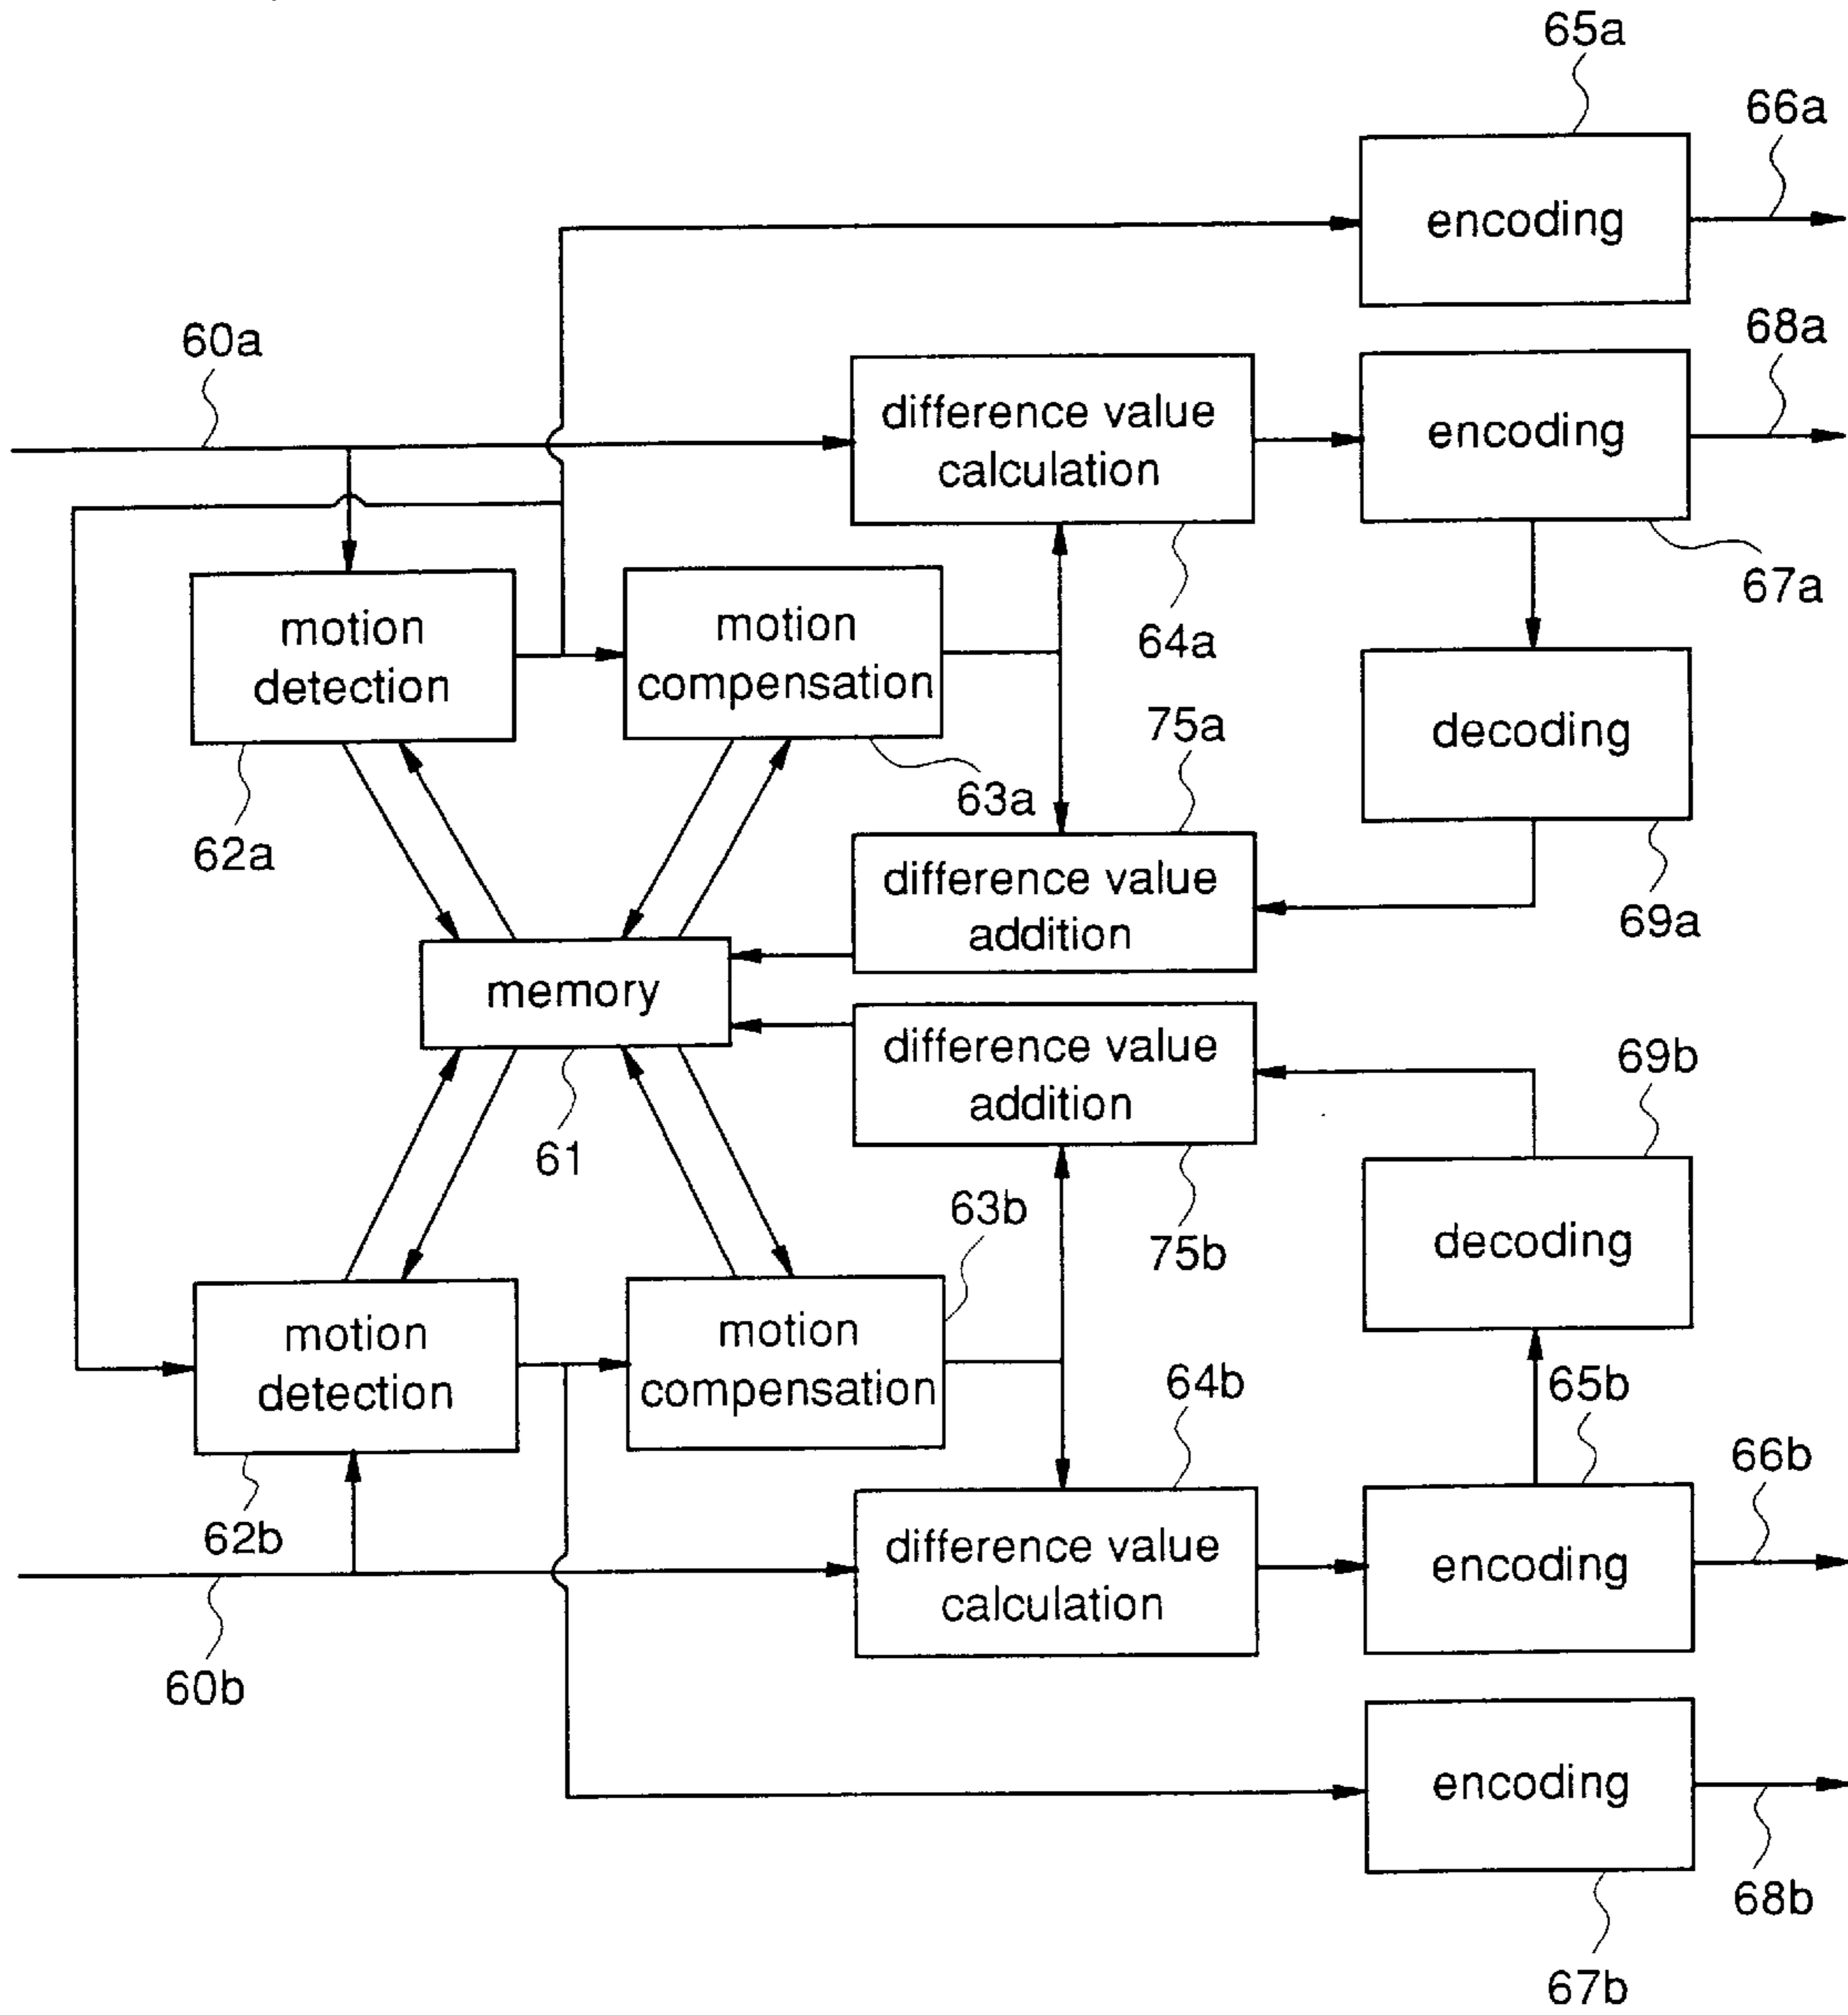 65a
66a
encoding
60a
68a
difference value
calculation
encoding
67a
64a
motion
detection
motion
compensation
75a
decoding
63a
62a
difference value
addition
69a
memory
difference value
addition
69b
61
63b
75b
decoding
motion
detection
motion
compensation
64b
65b
66b
62b
difference value
calculation
encoding
60b
encoding
68b
67b